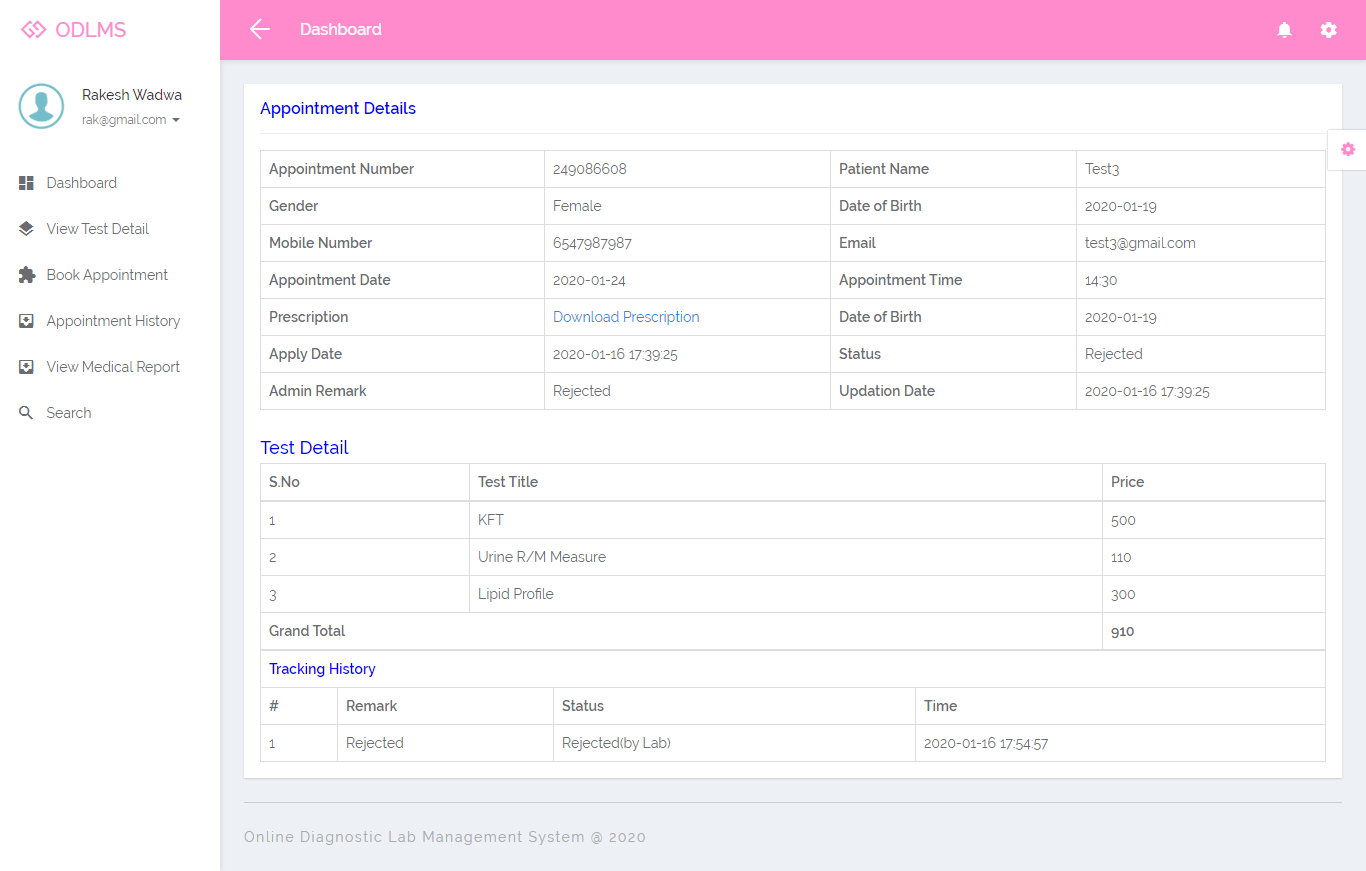 ODLMS
Dashboard
Rakesh Wadwa
rak@gmail.com
Dashboard
View Test Detail
Book Appointment
Appointment History
View Medical Report
Search
Appointment Details
Appointment Number 249086608 Patient Name Test3
Gender Female Date of Birth 2020-01-19
Mobile Number 6547987987 Email test3@gmail.com
Appointment Date 2020-01-24 Appointment Time 14:30
Prescription Download Prescription Date of Birth 2020-01-19
Apply Date 2020-01-16 17:39:25 Status Rejected
Admin Remark Rejected Updation Date 2020-01-16 17:39:25
Test Detail
S.No Test Title Price
1 KFT 500
2 Urine R/M Measure 110
3 Lipid Profile 300
Grand Total 910
Tracking History
# Remark Status Time
1 Rejected Rejected(by Lab) 2020-01-16 17:54:57
Online Diagnostic Lab Management System @ 2020